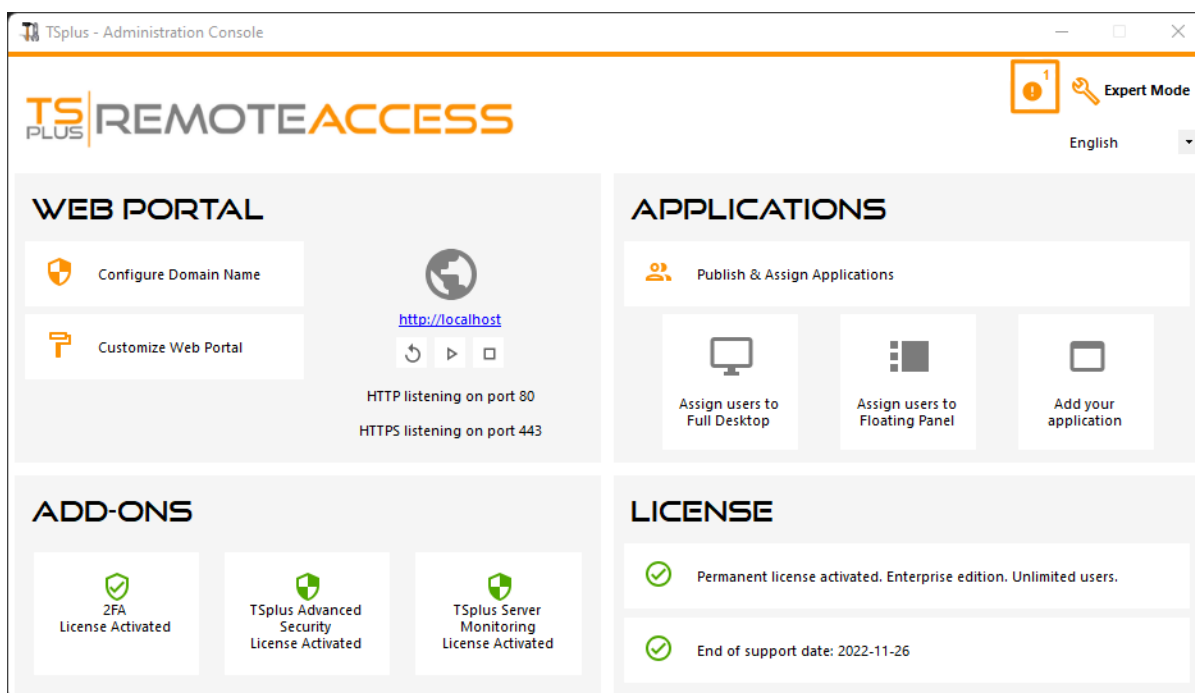 TSplus - Administration Console
1
Expert Mode
TS PLUS REMOTEACCESS
English
WEB PORTAL
Configure Domain Name
Customize Web Portal
http://localhost
HTTP listening on port 80
HTTPS listening on port 443
APPLICATIONS
Publish & Assign Applications
Assign users to
Full Desktop
Assign users to
Floating Panel
Add your
application
ADD-ONS
2FA
License Activated
TSplus Advanced
Security
License Activated
TSplus Server
Monitoring
License Activated
LICENSE
Permanent license activated. Enterprise edition. Unlimited users.
End of support date: 2022-11-26